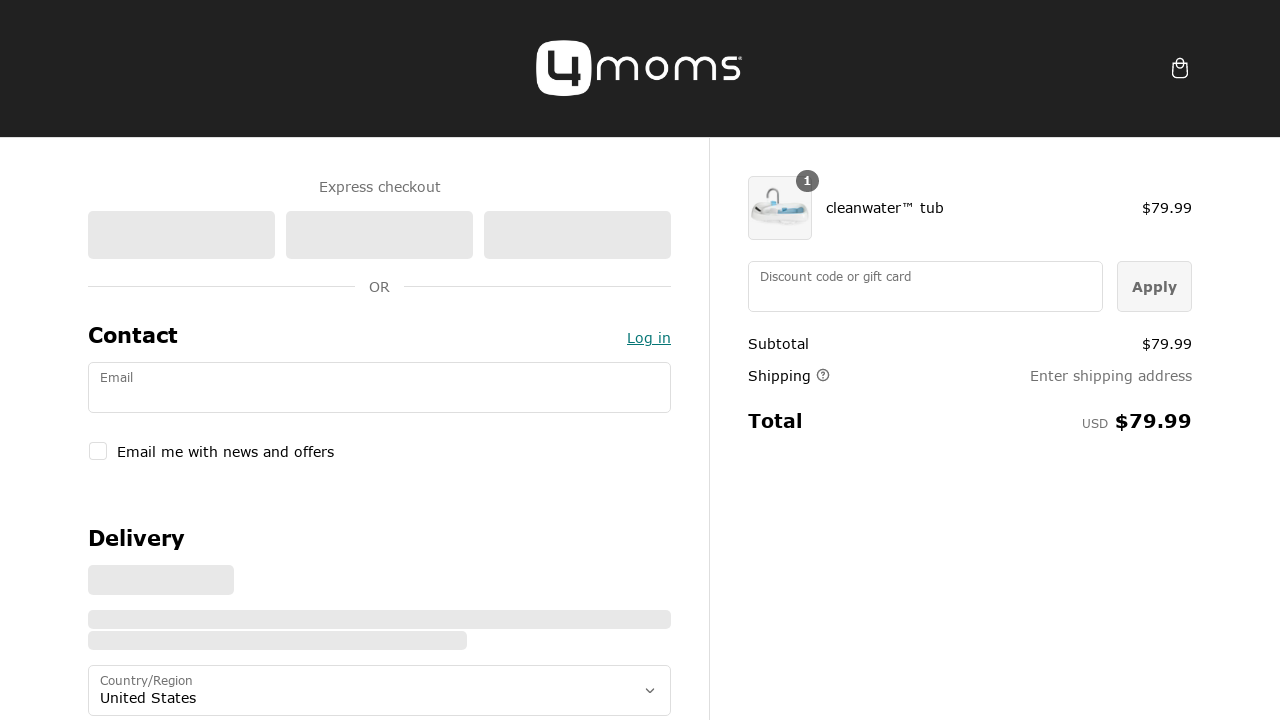 4moms
Express checkout
OR
Contact
Log in
Email
Email me with news and offers
Delivery
Country/Region
United States
1
cleanwater™ tub
$79.99
Discount code or gift card
Apply
Subtotal
$79.99
Shipping
Enter shipping address
Total
USD $79.99